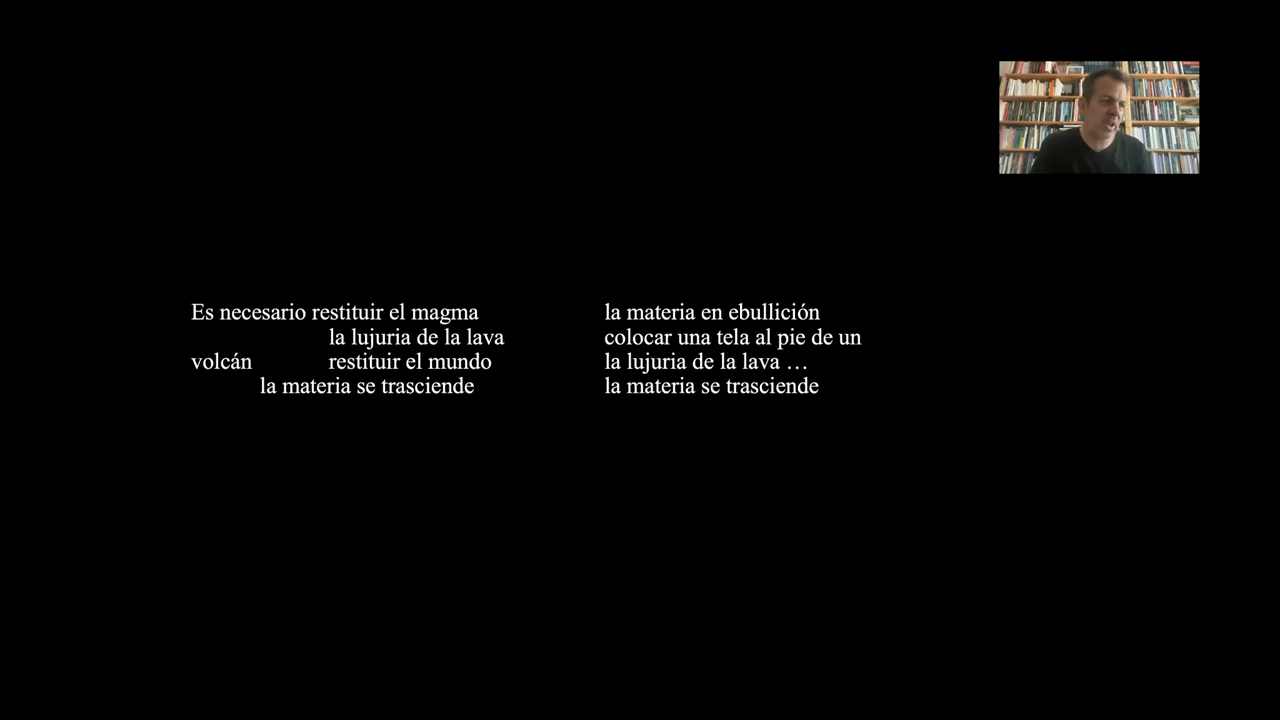 Es necesario restituir el magma la materia en ebullición
la lujuria de la lava colocar una tela al pie de un
volcán restituir el mundo la lujuria de la lava …
la materia se trasciende la materia se trasciende